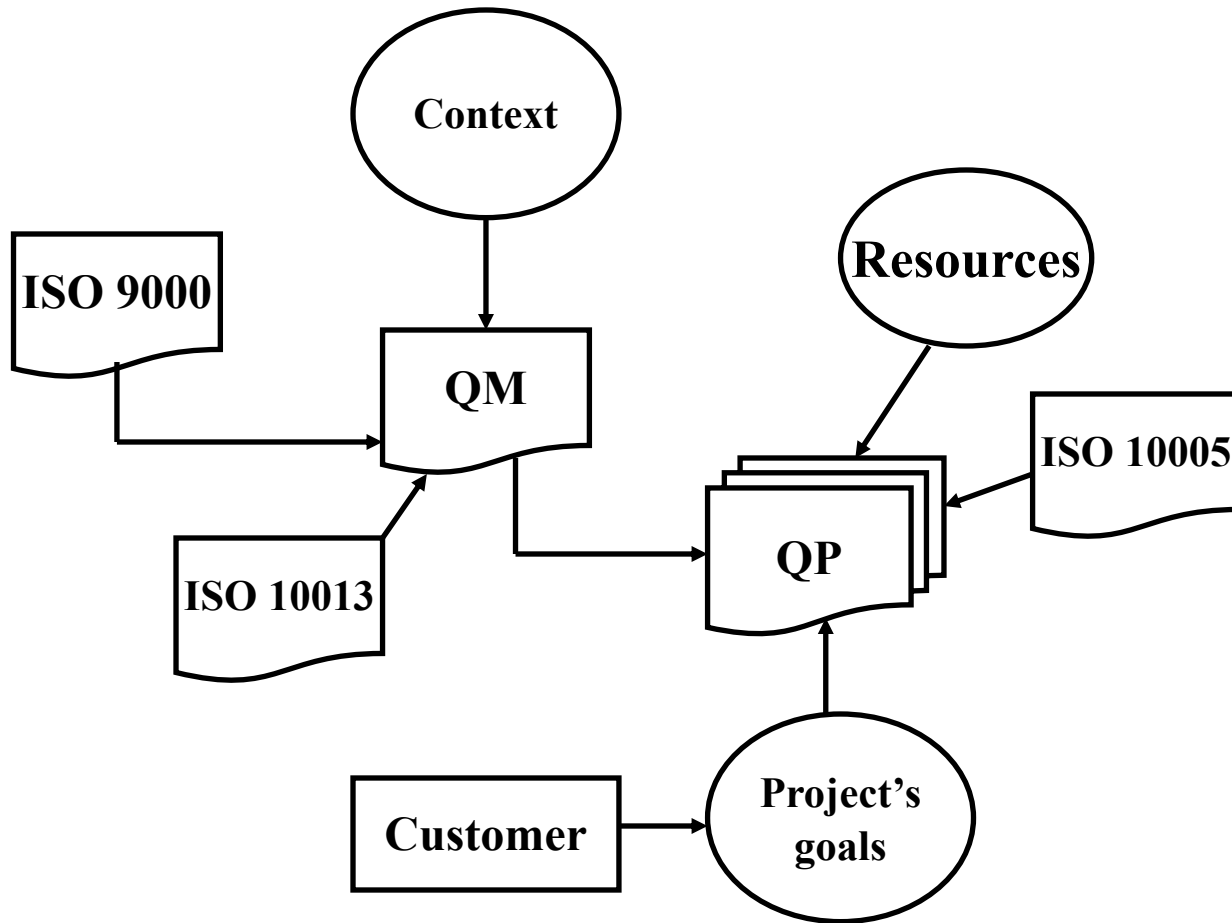 Context
ISO 9000
Resources
QM
ISO 10005
QP
ISO 10013
Project’s
goals
Customer